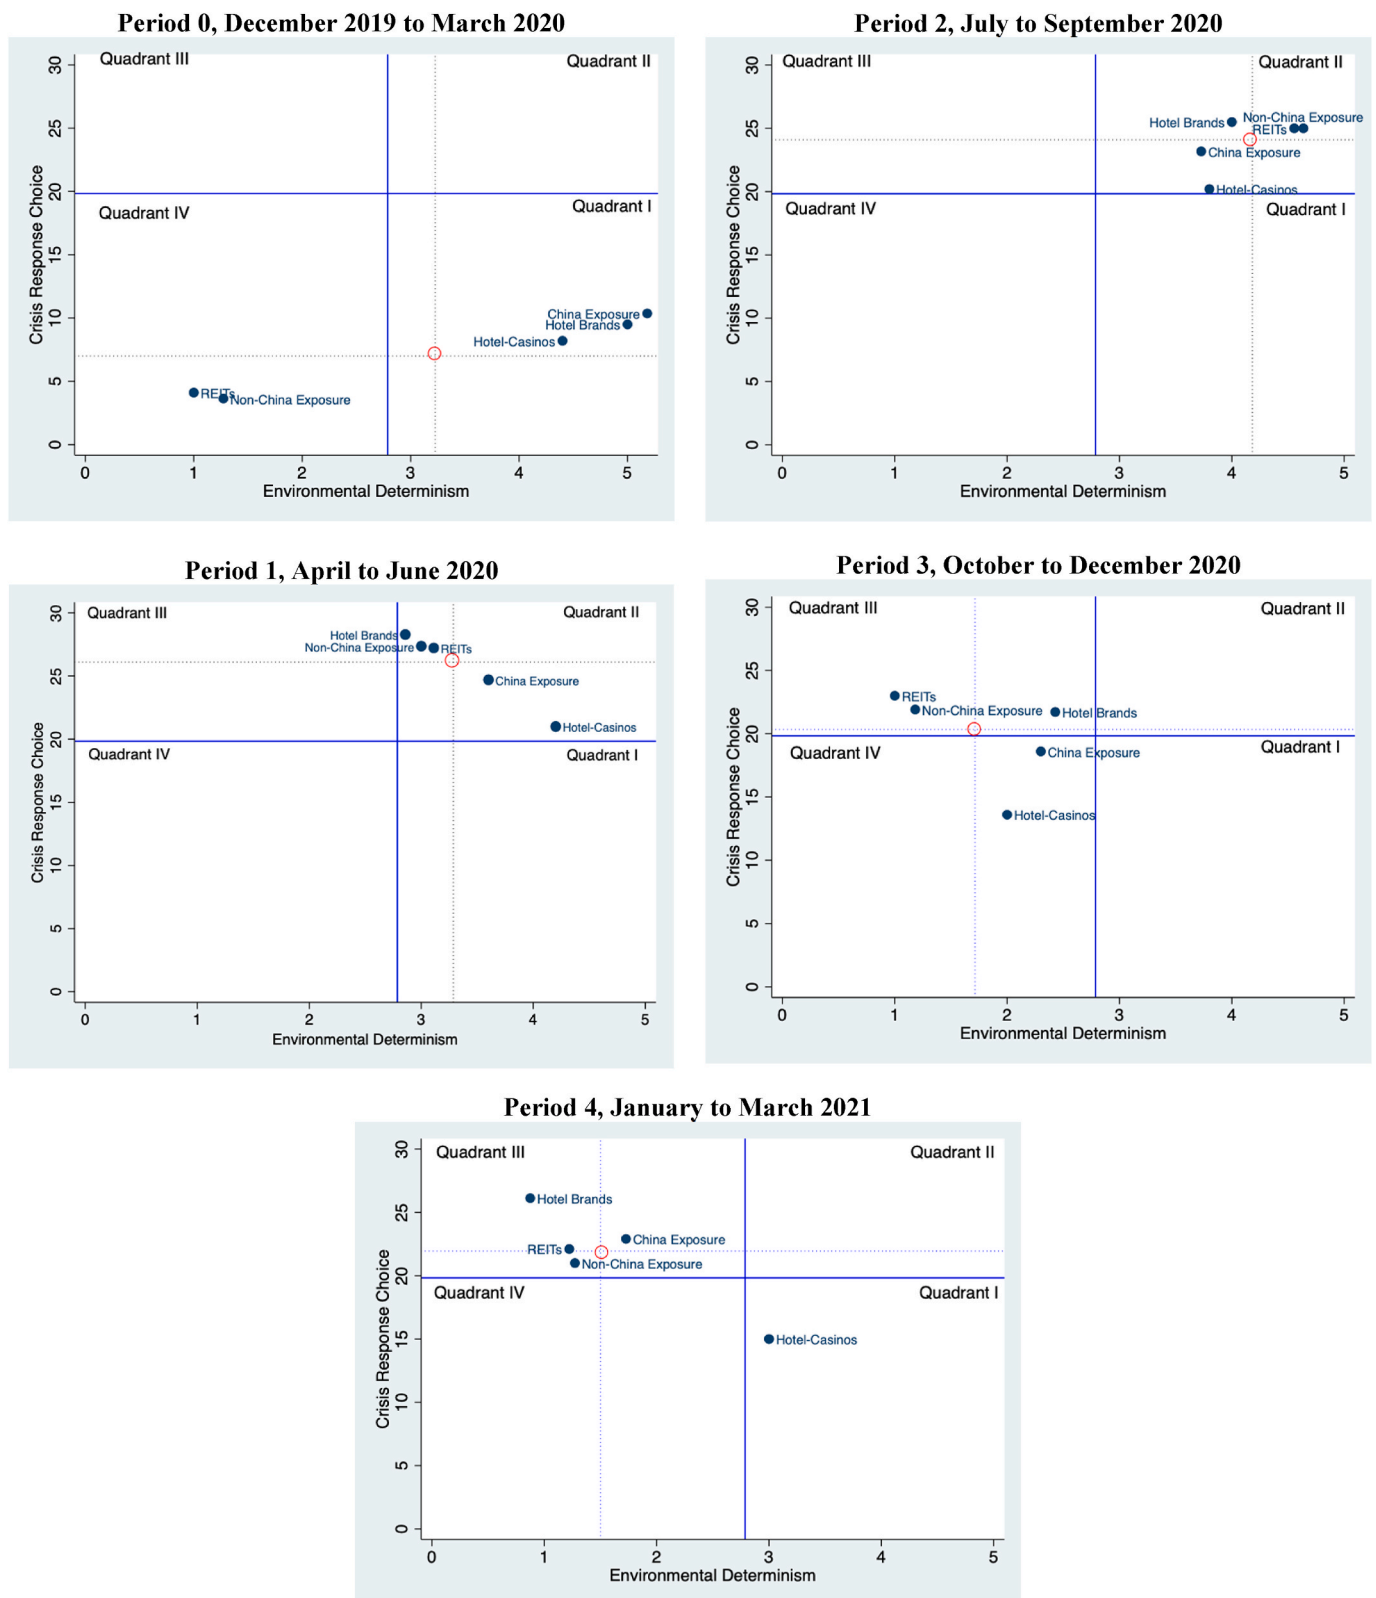 Period 0, December 2019 to March 2020
Quadrant III
Quadrant II
Quadrant IV
Quadrant I
China Exposure
Hotel Brands
Hotel-Casinos
REITs
Non-China Exposure
Crisis Response Choice
30
25
20
15
10
5
0
0 1 2 3 4 5
Environmental Determinism
Period 2, July to September 2020
Quadrant III
Quadrant II
Non-China Exposure
Hotel Brands
REITs
China Exposure
Hotel-Casinos
Quadrant IV
Quadrant I
Crisis Response Choice
30
25
20
15
10
5
0
0 1 2 3 4 5
Environmental Determinism
Period 1, April to June 2020
Quadrant III
Quadrant II
Hotel Brands
Non-China Exposure
REITs
China Exposure
Hotel-Casinos
Quadrant IV
Quadrant I
Crisis Response Choice
30
25
20
15
10
5
0
0 1 2 3 4 5
Environmental Determinism
Period 3, October to December 2020
Quadrant III
Quadrant II
REITs
Non-China Exposure
Hotel Brands
Quadrant IV
Quadrant I
China Exposure
Hotel-Casinos
Crisis Response Choice
30
25
20
15
10
5
0
0 1 2 3 4 5
Environmental Determinism
Period 4, January to March 2021
Quadrant III
Quadrant II
Hotel Brands
China Exposure
REITs
Non-China Exposure
Quadrant IV
Quadrant I
Hotel-Casinos
Crisis Response Choice
30
25
20
15
10
5
0
0 1 2 3 4 5
Environmental Determinism